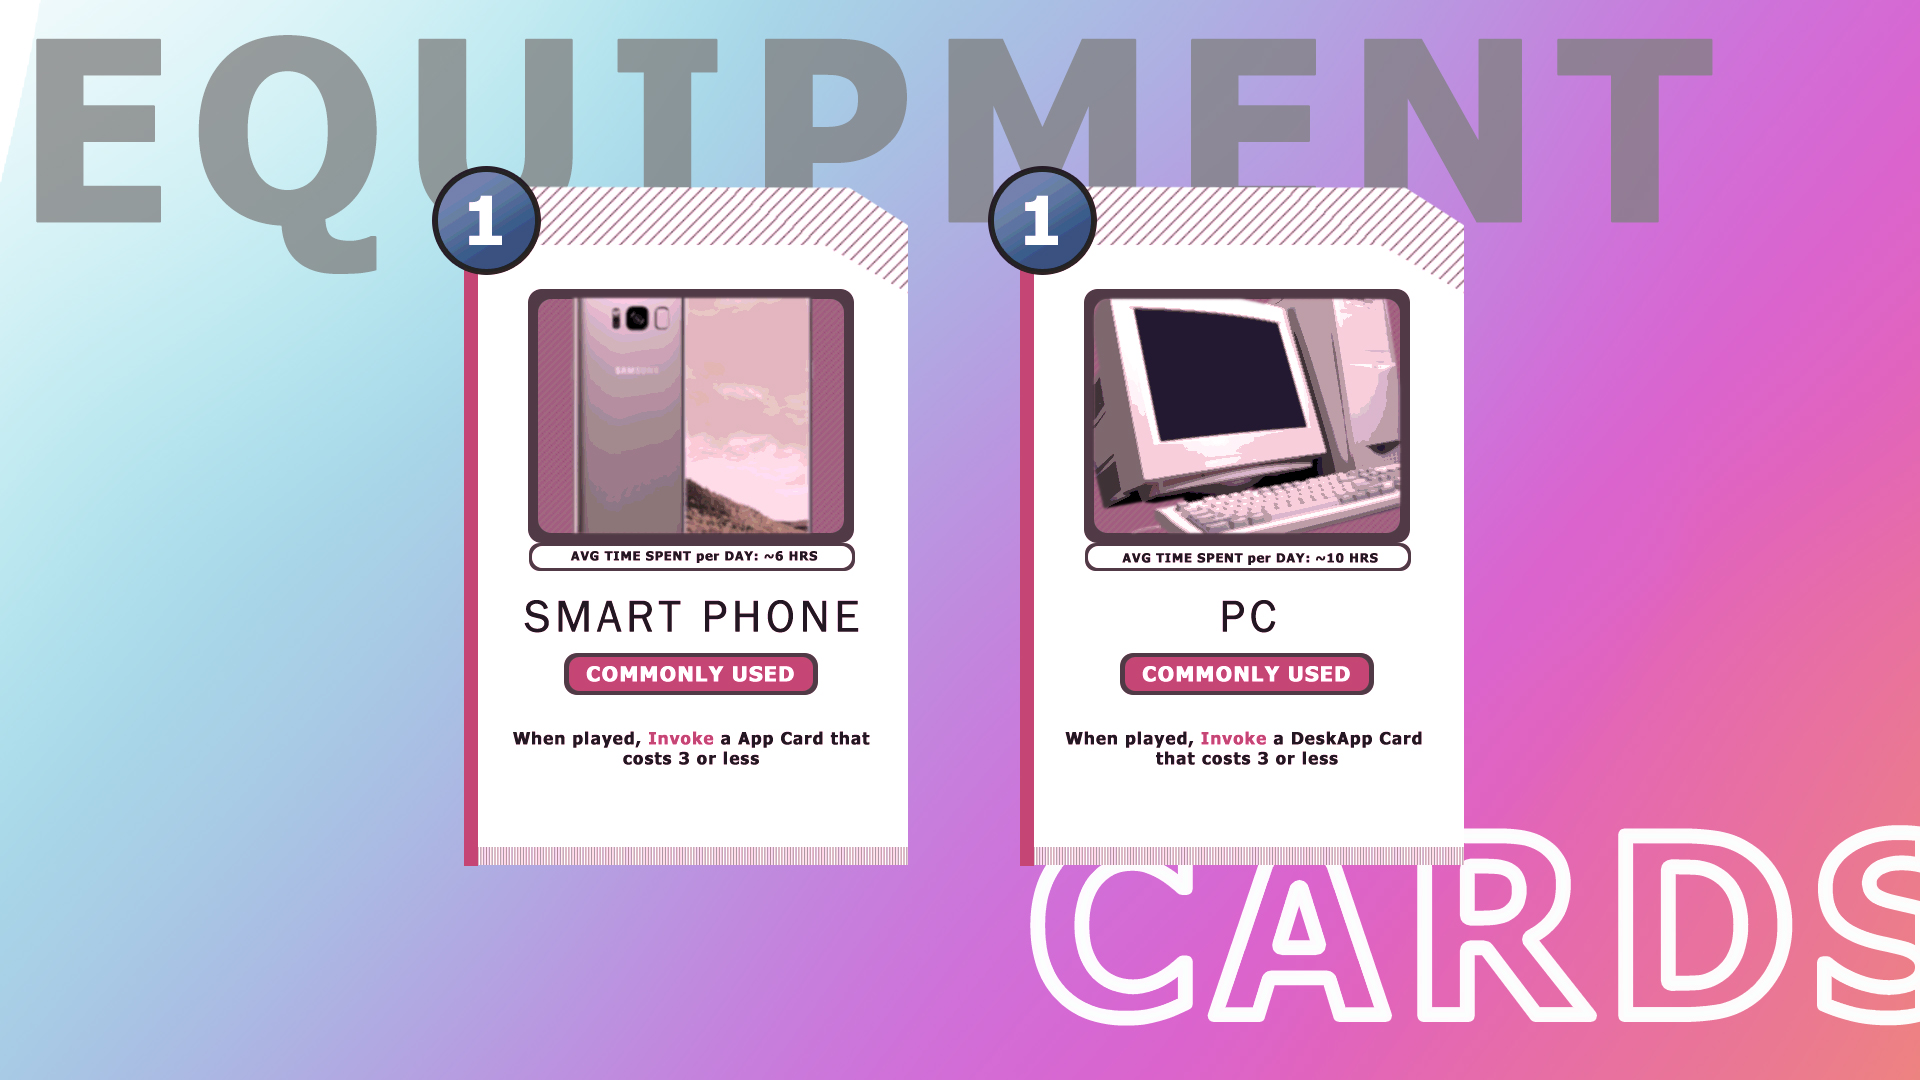 EQUIPMENT
1
SAMSUNG
AVG TIME SPENT per DAY: ~6 HRS
SMART PHONE
COMMONLY USED
When played, Invoke a App Card that
costs 3 or less
1
AVG TIME SPENT per DAY: ~10 HRS
PC
COMMONLY USED
When played, Invoke a DeskApp Card
that costs 3 or less
CARDS